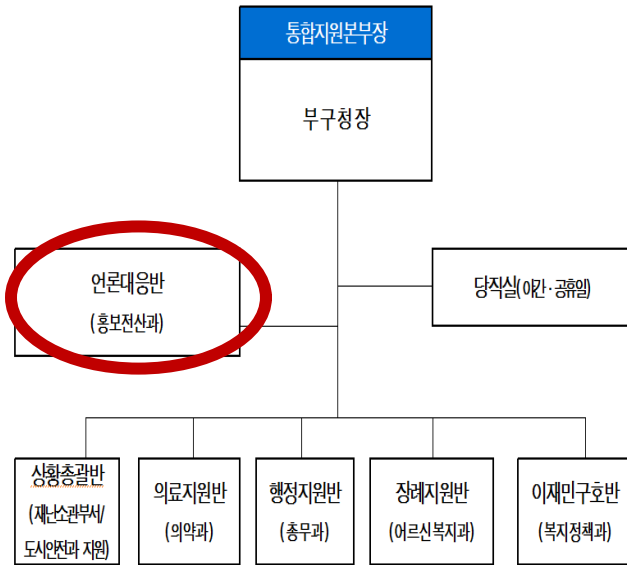 통합지원본부장
부구청장
언론대응반
(홍보전산과)
당직실(야간·공휴일)
상황총괄반
(재난소관부서/
도시안전과 지원)
의료지원반
(의약과)
행정지원반
(총무과)
장례지원반
(어르신복지과)
이재민구호반
(복지정책과)